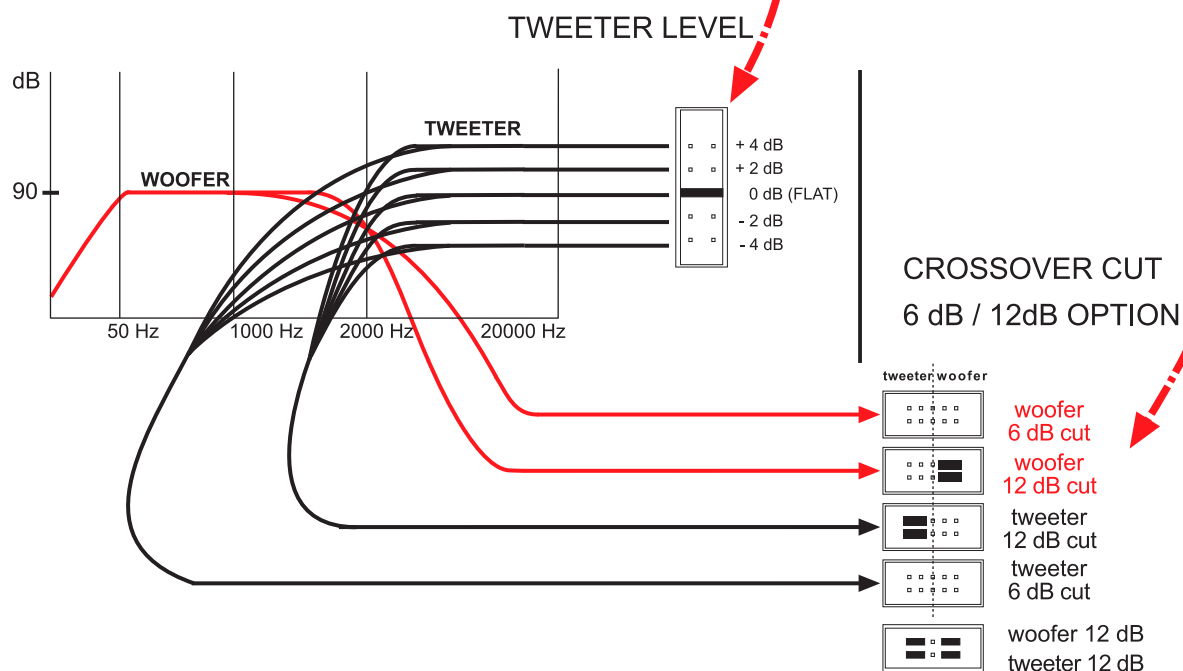 TWEETER LEVEL
dB
TWEETER
+ 4 dB
+ 2 dB
WOOFER
90
0 dB (FLAT)
- 2 dB
- 4 dB
50 Hz
1000 Hz
2000 Hz
20000 Hz
CROSSOVER CUT
6 dB / 12dB OPTION
tweeter woofer
woofer
6 dB cut
woofer
12 dB cut
tweeter
12 dB cut
tweeter
6 dB cut
woofer 12 dB
tweeter 12 dB